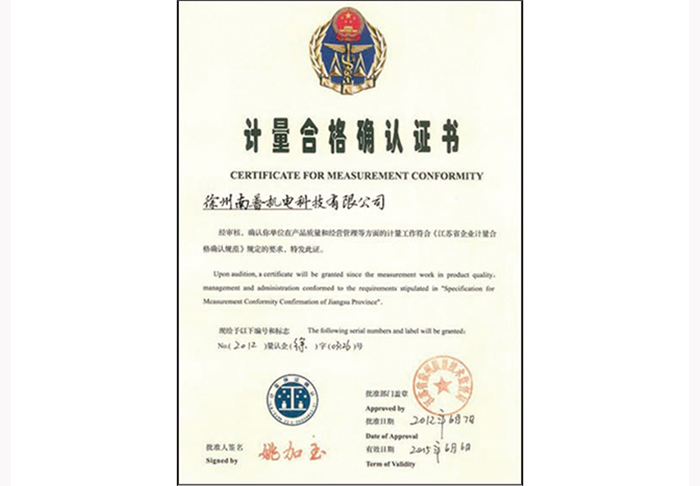 计量合格确认证书
CERTIFICATE FOR MEASUREMENT CONFORMITY
徐州南普机电科技有限公司
经审核，确认你单位在产品质量和经营管理等方面的计量工作符合《江苏省企业计量合
格确认规范》规定的要求，特发此证。
Upon audition, a certificate will be granted since the measurement work in product quality,
management and administration conformed to the requirements stipulated in "Specification for
Measurement Conformity Confirmation of Jiangsu Province".
现给予以下编号和标志 The following serial numbers and label will be granted:
No.( 2012 )量认企(徐)字(0326)号
批准部门盖章
Approved by
批准日期 2012年6月7日
Date of Approval
批准人签名 姚加玉
Signed by
有效日期 2015年6月6日
Term of Validity